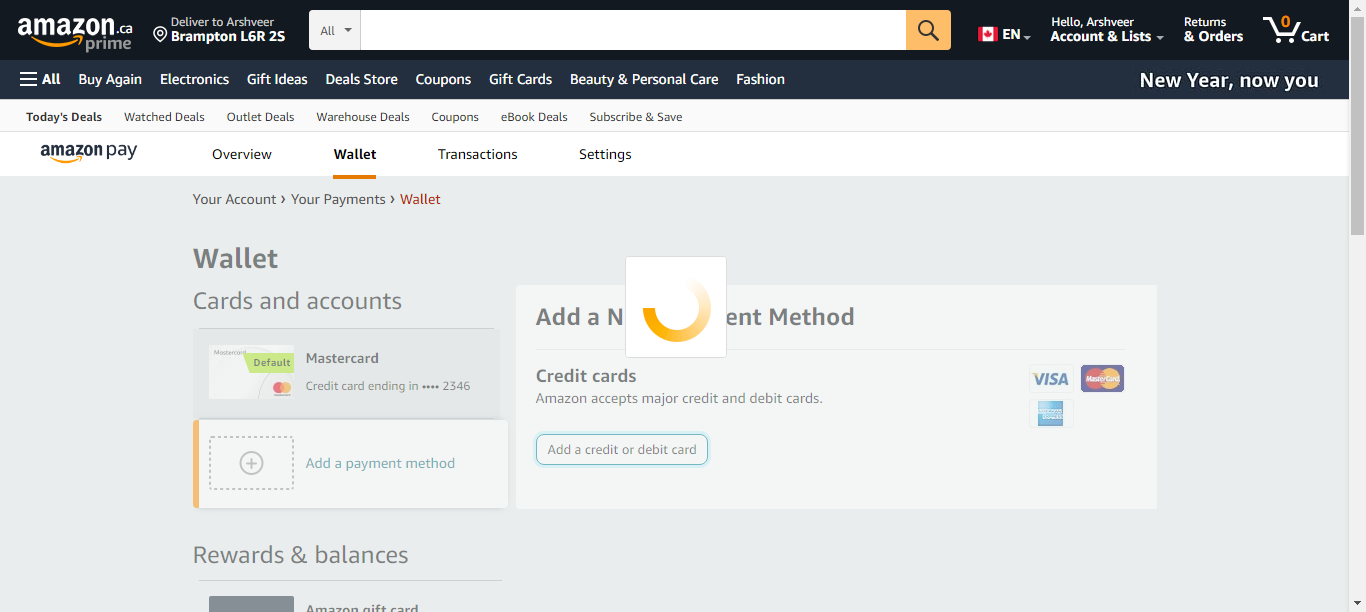 amazon.ca
prime
Deliver to Arshveer
Brampton L6R 2S
All
EN
Hello, Arshveer
Account & Lists
Returns
& Orders
0
Cart
All
Buy Again
Electronics
Gift Ideas
Deals Store
Coupons
Gift Cards
Beauty & Personal Care
Fashion
New Year, now you
Today's Deals
Watched Deals
Outlet Deals
Warehouse Deals
Coupons
eBook Deals
Subscribe & Save
amazon pay
Overview
Wallet
Transactions
Settings
Your Account › Your Payments › Wallet
Wallet
Cards and accounts
Mastercard
Default
Mastercard
Credit card ending in •••• 2346
Add a payment method
Rewards & balances
Amazon gift card
Add a N ent Method
Credit cards
Amazon accepts major credit and debit cards.
VISA
MasterCard
Add a credit or debit card